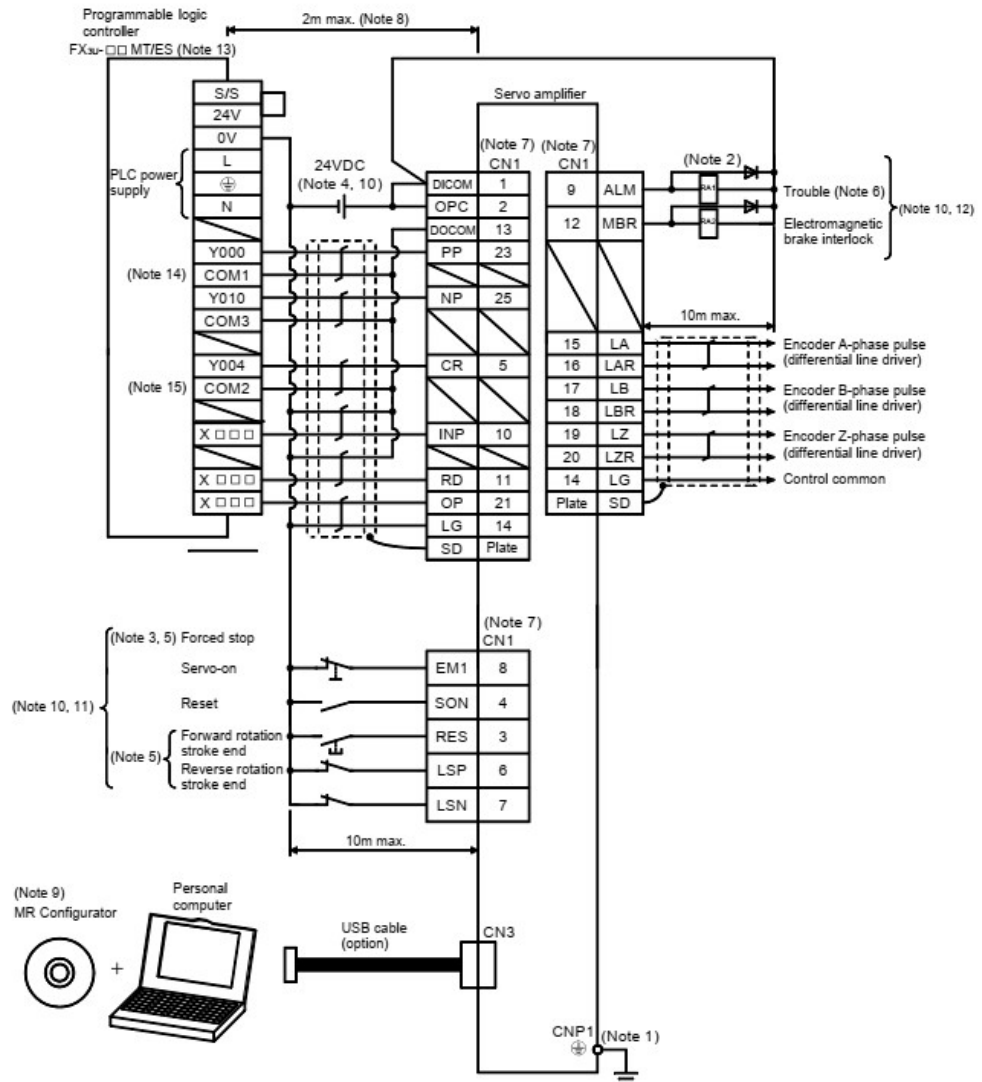 Programmable logic
controller
FX3U-□□ MT/ES (Note 13)
2m max. (Note 8)
S/S
24V
0V
L
N
PLC power
supply
24VDC
(Note 4, 10)
Y000
(Note 14) COM1
Y010
COM3
Y004
(Note 15) COM2
X □□□
X □□□
X □□□
Servo amplifier
(Note 7) (Note 7)
CN1 CN1
DICOM 1
OPC 2
DOCOM 13
PP 23
NP 25
CR 5
INP 10
RD 11
OP 21
LG 14
SD Plate
9 ALM
12 MBR
15 LA
16 LAR
17 LB
18 LBR
19 LZ
20 LZR
14 LG
Plate SD
(Note 2)
RA1
RA2
Trouble (Note 6)
Electromagnetic
brake interlock
(Note 10, 12)
10m max.
Encoder A-phase pulse
(differential line driver)
Encoder B-phase pulse
(differential line driver)
Encoder Z-phase pulse
(differential line driver)
Control common
(Note 7)
CN1
(Note 3, 5) Forced stop
Servo-on
Reset
(Note 10, 11)
(Note 5)
Forward rotation
stroke end
Reverse rotation
stroke end
EM1 8
SON 4
RES 3
LSP 6
LSN 7
10m max.
(Note 9)
MR Configurator
+
Personal
computer
USB cable
(option)
CN3
CNP1
(Note 1)